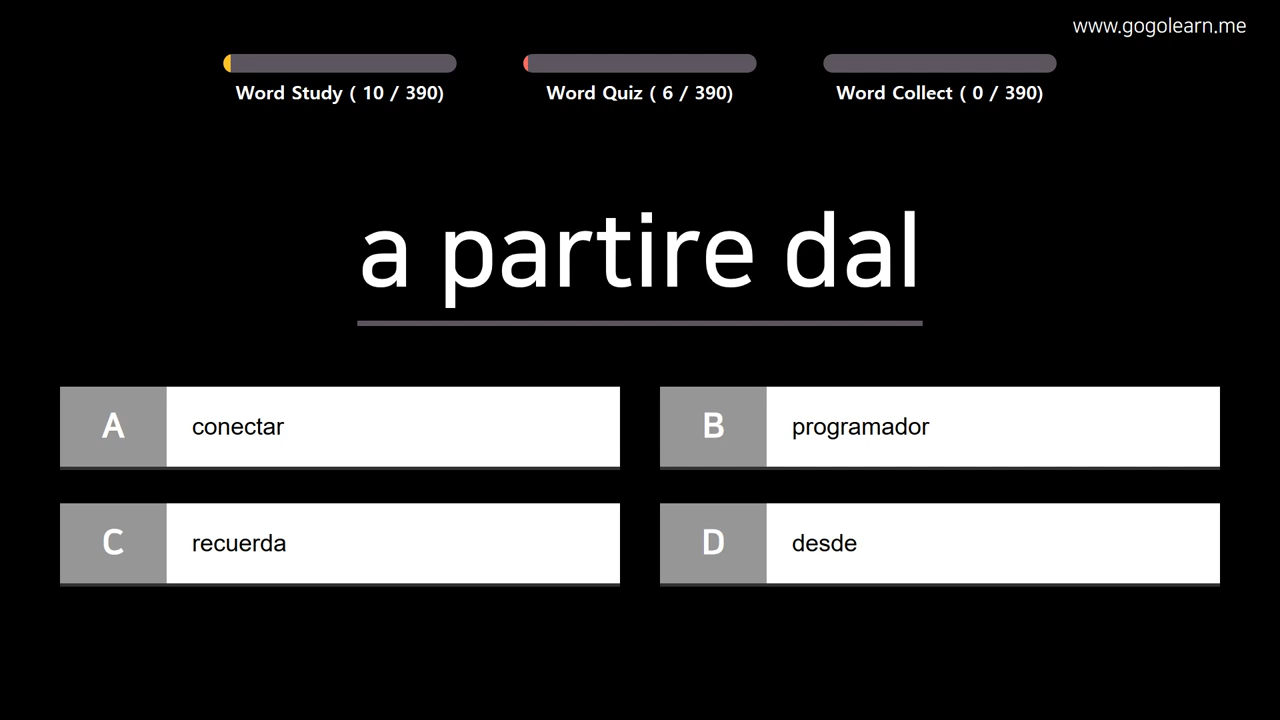 www.gogolearn.me
Word Study ( 10 / 390)
Word Quiz ( 6 / 390)
Word Collect ( 0 / 390)
a partire dal
A
conectar
B
programador
C
recuerda
D
desde